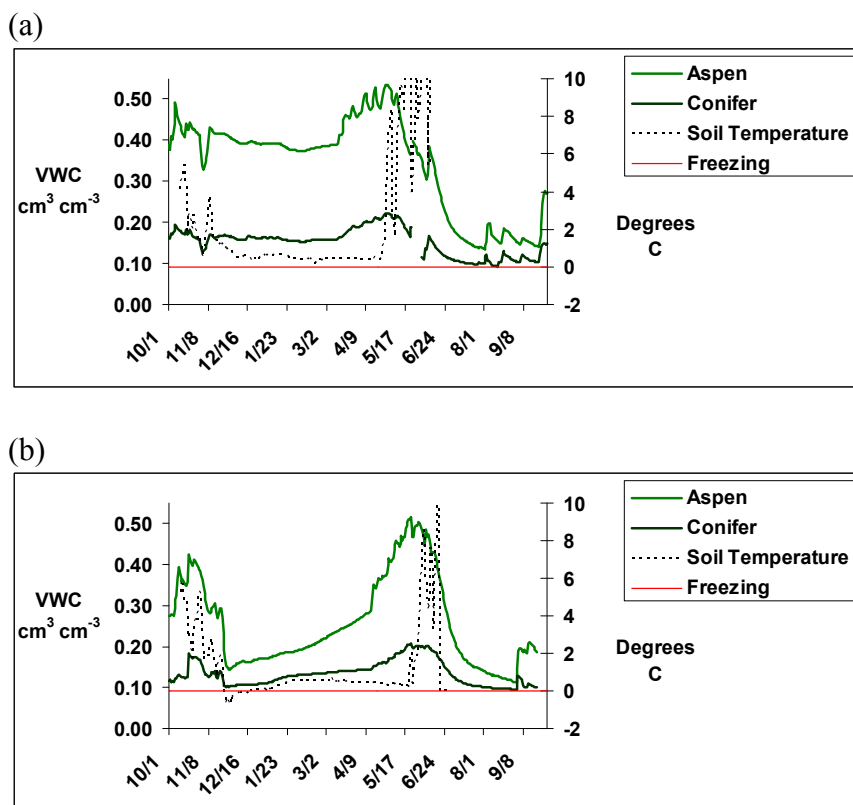 (a)
0.50
0.40
0.30
0.20
0.10
0.00
VWC
cm³ cm⁻³
10
8
6
4
2
0
-2
Degrees
C
10/1
11/8
12/16
1/23
3/2
4/9
5/17
6/24
8/1
9/8
Aspen
Conifer
Soil Temperature
Freezing
(b)
0.50
0.40
0.30
0.20
0.10
0.00
VWC
cm³ cm⁻³
10
8
6
4
2
0
-2
Degrees
C
10/1
11/8
12/16
1/23
3/2
4/9
5/17
6/24
8/1
9/8
Aspen
Conifer
Soil Temperature
Freezing